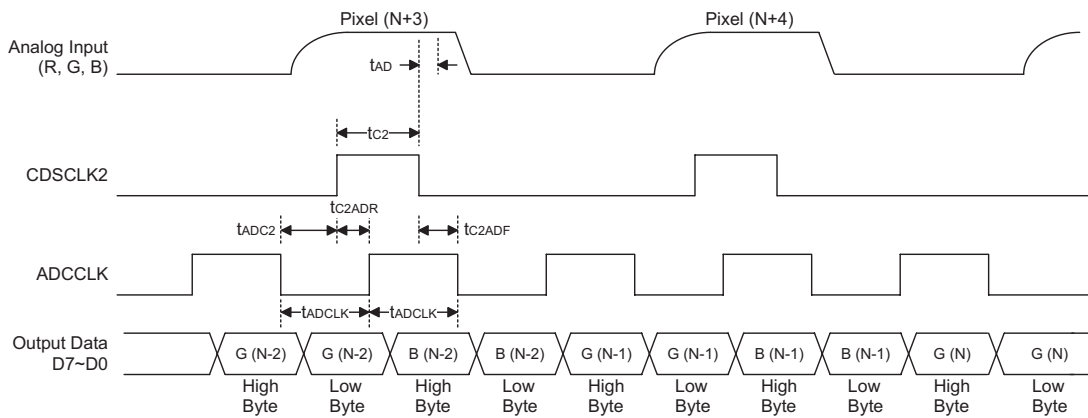 Pixel (N+3)
Pixel (N+4)
Analog Input
(R, G, B)
tAD
tC2
CDSCLK2
tC2ADR
tADC2
tC2ADF
ADCCLK
tADCLK
tADCLK
Output Data
D7~D0
G (N-2)
G (N-2)
B (N-2)
B (N-2)
G (N-1)
G (N-1)
B (N-1)
B (N-1)
G (N)
G (N)
High
Byte
Low
Byte
High
Byte
Low
Byte
High
Byte
Low
Byte
High
Byte
Low
Byte
High
Byte
Low
Byte